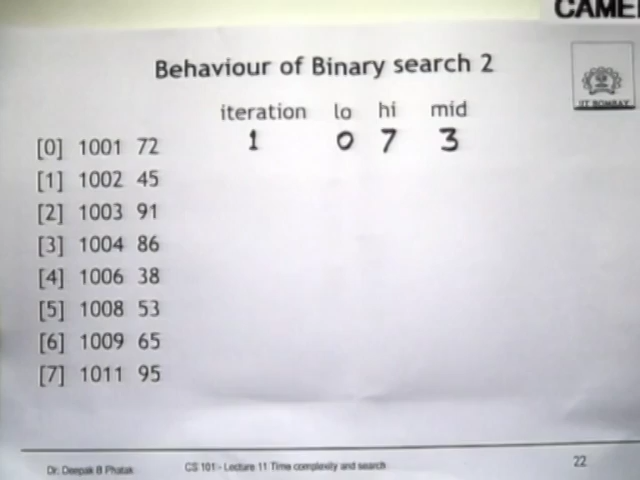 CAME
Behaviour of Binary search 2
IIT BOMBAY
iteration lo hi mid
1 0 7 3
[0] 1001 72
[1] 1002 45
[2] 1003 91
[3] 1004 86
[4] 1006 38
[5] 1008 53
[6] 1009 65
[7] 1011 95
Dr. Deepak B Phatak CS 101 - Lecture 11 Time complexity and search 22